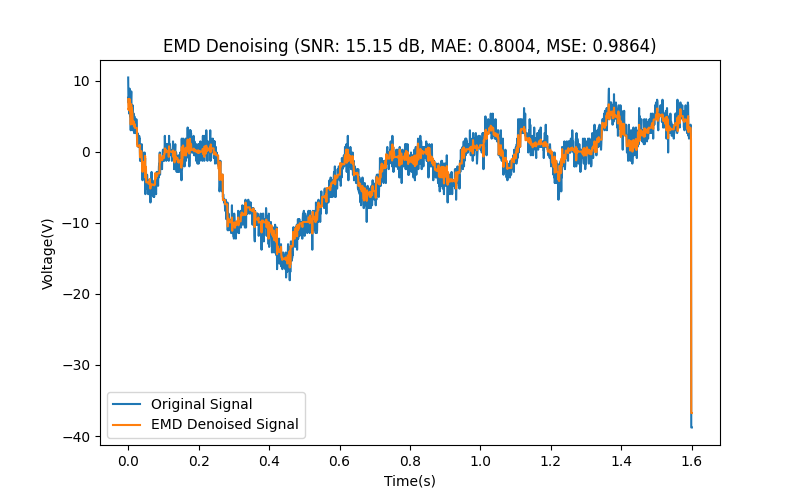 EMD Denoising (SNR: 15.15 dB, MAE: 0.8004, MSE: 0.9864)
10
0
−10
−20
−30
−40
Voltage(V)
Original Signal
EMD Denoised Signal
0.0 0.2 0.4 0.6 0.8 1.0 1.2 1.4 1.6
Time(s)